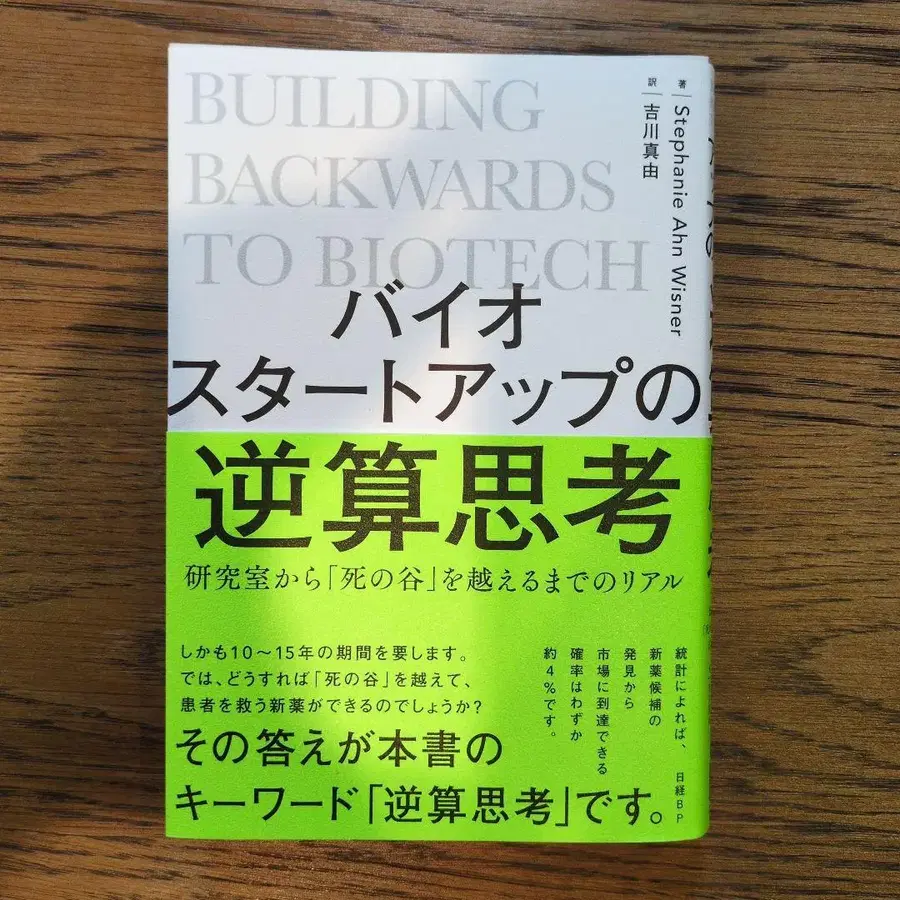 BUILDING
BACKWARDS
TO BIOTECH
著 Stephanie Ahn Wisner
訳 吉川真由
バイオ
スタートアップの
逆算思考
研究室から「死の谷」を越えるまでのリアル
統計によれば、
新薬候補の
発見から
市場に到達できる
確率はわずか
約4%です。
しかも10〜15年の期間を要します。
では、どうすれば「死の谷」を越えて、
患者を救う新薬ができるのでしょうか?
その答えが本書の
キーワード「逆算思考」です。
日経BP